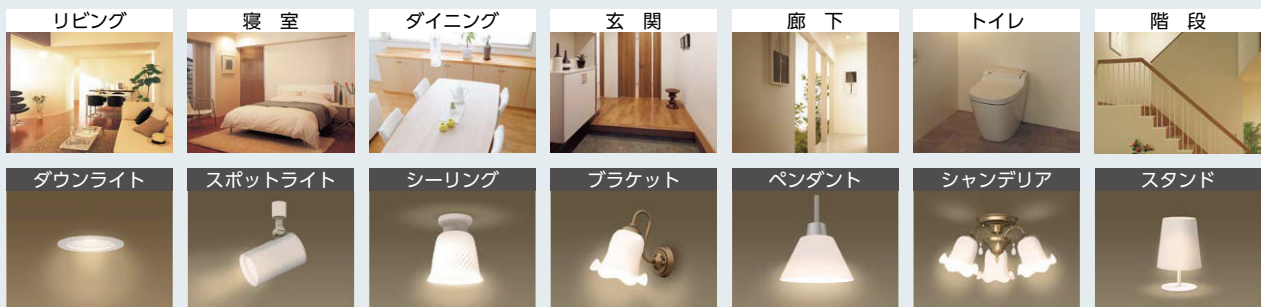 リビング
寝 室
ダイニング
玄 関
廊 下
トイレ
階 段
ダウンライト
スポットライト
シーリング
ブラケット
ペンダント
シャンデリア
スタンド